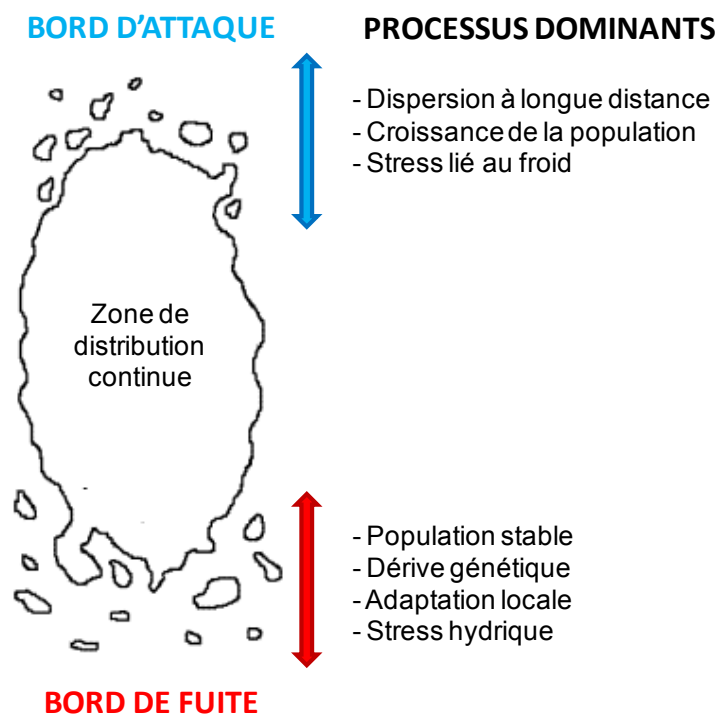 BORD D'ATTAQUE
PROCESSUS DOMINANTS
- Dispersion à longue distance
- Croissance de la population
- Stress lié au froid
Zone de
distribution
continue
- Population stable
- Dérive génétique
- Adaptation locale
- Stress hydrique
BORD DE FUITE